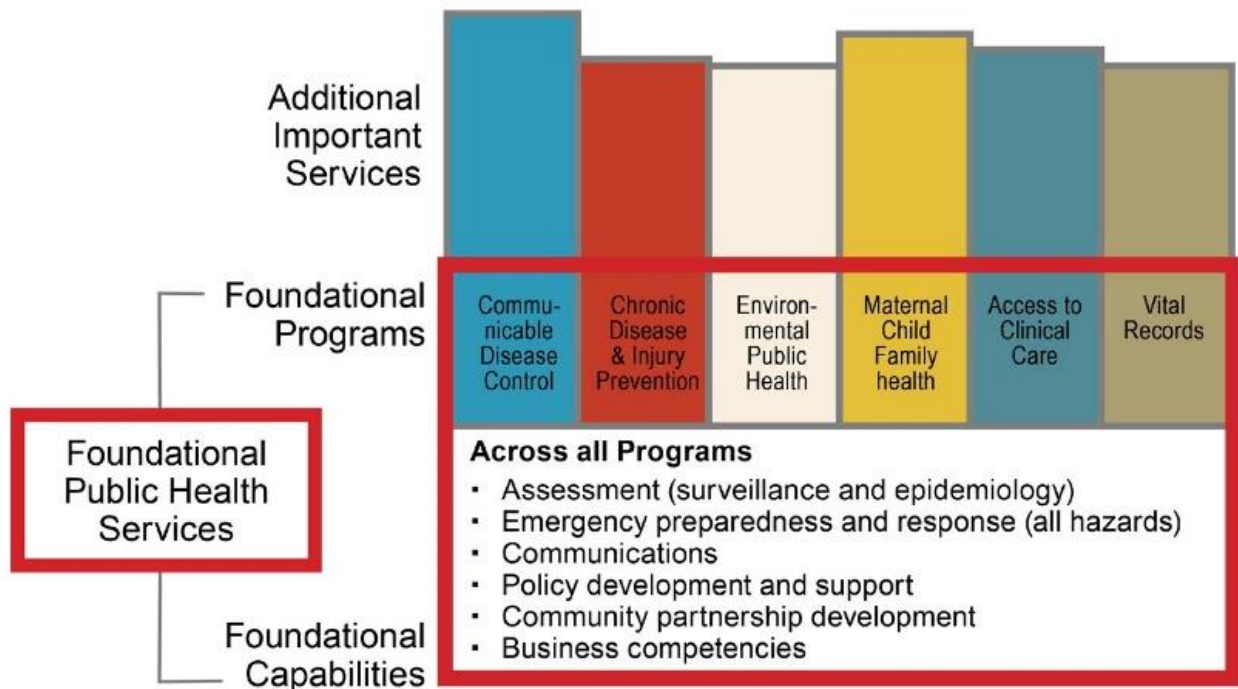 Additional
Important
Services
Foundational
Programs
Commu-
nicable
Disease
Control
Chronic
Disease
& Injury
Prevention
Environ-
mental
Public
Health
Maternal
Child
Family
health
Access to
Clinical
Care
Vital
Records
Foundational
Public Health
Services
Across all Programs
▪ Assessment (surveillance and epidemiology)
▪ Emergency preparedness and response (all hazards)
▪ Communications
▪ Policy development and support
▪ Community partnership development
▪ Business competencies
Foundational
Capabilities